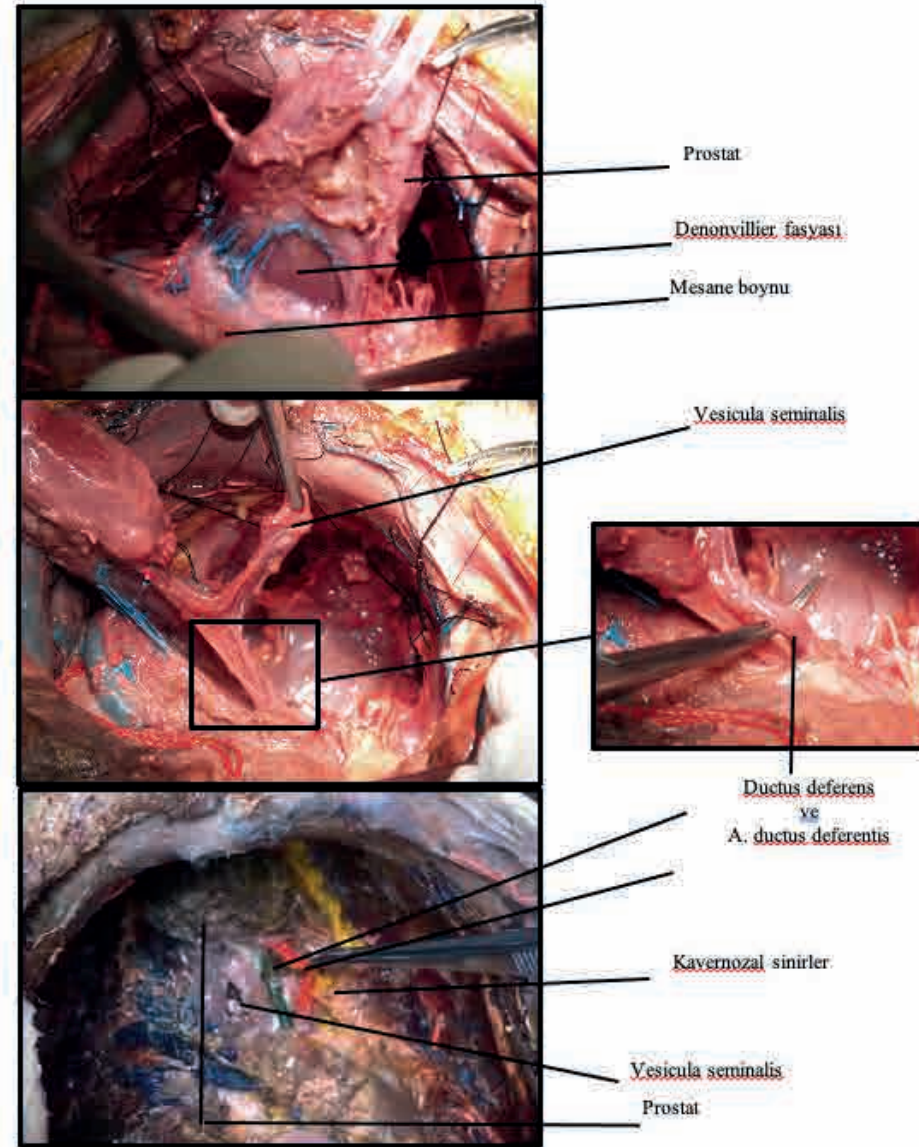 Prostat
Denonvillier fasyası
Mesane boynu
Vesicula seminalis
Ductus deferens
ve
A. ductus deferentis
Kavernozal sinirler
Vesicula seminalis
Prostat